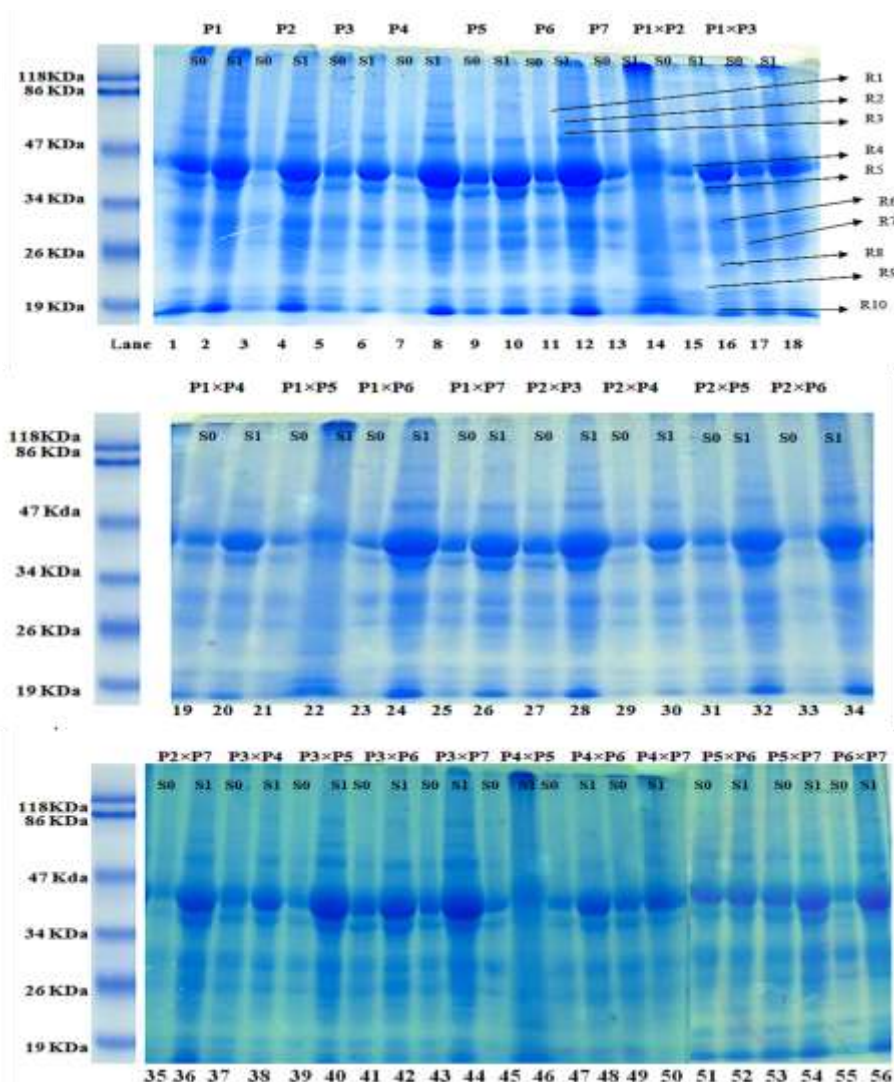 P1 P2 P3 P4 P5 P6 P7 P1×P2 P1×P3
S0 S1 S0 S1 S0 S1 S0 S1 S0 S1 S0 S1 S0 S1 S0 S1 S0 S1
118KDa
86 KDa
47 KDa
34 KDa
26 KDa
19 KDa
R1
R2
R3
R4
R5
R6
R7
R8
R9
R10
Lane 1 2 3 4 5 6 7 8 9 10 11 12 13 14 15 16 17 18
P1×P4 P1×P5 P1×P6 P1×P7 P2×P3 P2×P4 P2×P5 P2×P6
S0 S1 S0 S1 S0 S1 S0 S1 S0 S1 S0 S1 S0 S1 S0 S1
118KDa
86 KDa
47 Kda
34 KDa
26 KDa
19 KDa
19 20 21 22 23 24 25 26 27 28 29 30 31 32 33 34
P2×P7 P3×P4 P3×P5 P3×P6 P3×P7 P4×P5 P4×P6 P4×P7 P5×P6 P5×P7 P6×P7
S0 S1 S0 S1 S0 S1 S0 S1 S0 S1 S0 S1 S0 S1 S0 S1 S0 S1 S0 S1 S0 S1
118KDa
86 KDa
47 Kda
34 KDa
26 KDa
19 KDa
35 36 37 38 39 40 41 42 43 44 45 46 47 48 49 50 51 52 53 54 55 56